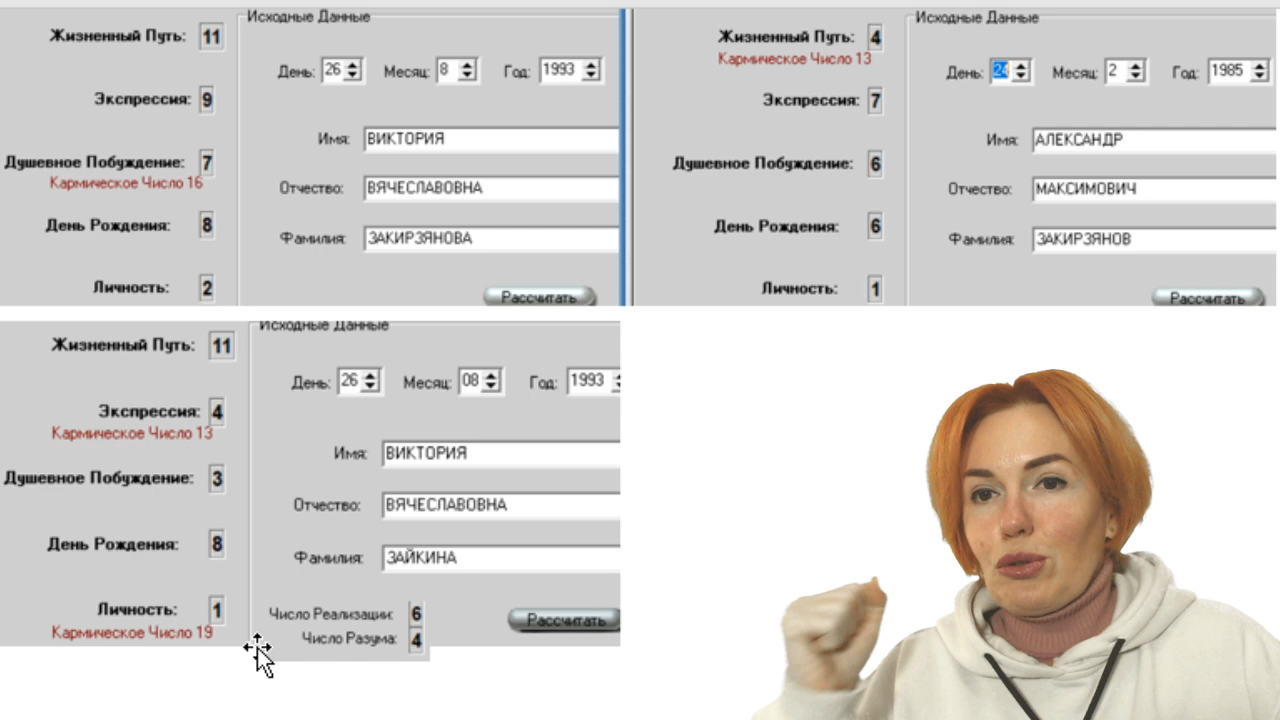 Исходные Данные
Жизненный Путь: 11
День: 26 Месяц: 8 Год: 1993
Экспрессия: 9
Имя: ВИКТОРИЯ
Душевное Побуждение: 7
Кармическое Число 16
Отчество: ВЯЧЕСЛАВОВНА
День Рождения: 8
Фамилия: ЗАКИРЗЯНОВА
Личность: 2
Рассчитать
Исходные Данные
Жизненный Путь: 4
Кармическое Число 13
День: 24 Месяц: 2 Год: 1985
Экспрессия: 7
Имя: АЛЕКСАНДР
Душевное Побуждение: 6
Отчество: МАКСИМОВИЧ
День Рождения: 6
Фамилия: ЗАКИРЗЯНОВ
Личность: 1
Рассчитать
Исходные Данные
Жизненный Путь: 11
День: 26 Месяц: 08 Год: 1993
Экспрессия: 4
Кармическое Число 13
Имя: ВИКТОРИЯ
Душевное Побуждение: 3
Отчество: ВЯЧЕСЛАВОВНА
День Рождения: 8
Фамилия: ЗАЙКИНА
Личность: 1
Кармическое Число 19
Число Реализации: 6
Число Разума: 4
Рассчитать